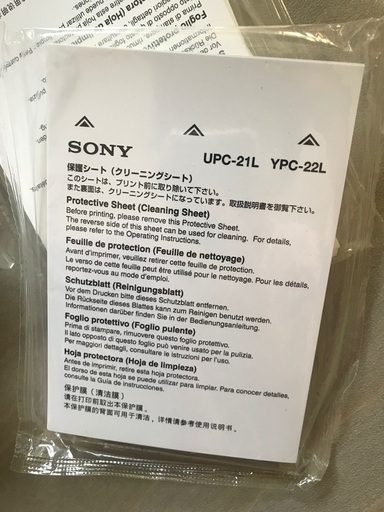 SONY
UPC-21L YPC-22L
保護シート（クリーニングシート）
このシートは、プリント前に取り除いて下さい。
また裏面は、クリーニングシートになっています。取扱説明書を御覧下さい。
Protective Sheet (Cleaning Sheet)
Before printing, please remove this Protective Sheet.
The reverse side of this sheet can be used for cleaning. For details,
please refer to the Operating Instructions.
Feuille de protection (Feuille de nettoyage)
Avant d'imprimer, veuillez retirer cette feuille de protection.
Le verso de cette feuille peut être utilisé pour le nettoyage. Pour les détails,
reportez-vous au mode d'emploi.
Schutzblatt (Reinigungsblatt)
Vor dem Drucken bitte dieses Schutzblatt entfernen.
Die Rückseite dieses Blattes kann zum Reinigen benutzt werden.
Informationen darüber finden Sie in der Bedienungsanleitung.
Foglio protettivo (Foglio pulente)
Prima di stampare, rimuovere questo foglio protettivo.
Il lato opposto di questo foglio può venire usato per la pulizia.
Per maggiori dettagli, consultare le istruzioni per l'uso.
Hoja protectora (Hoja de limpieza)
Antes de imprimir, retire esta hoja protectora.
El dorso de esta hoja se puede utilizar para limpiar. Para conocer detalles,
consulte la Guía de instrucciones.
保护膜（清洁膜）
请在打印前取出本保护膜。
本保护膜的背面可用于清洁，详情请参考使用说明书。